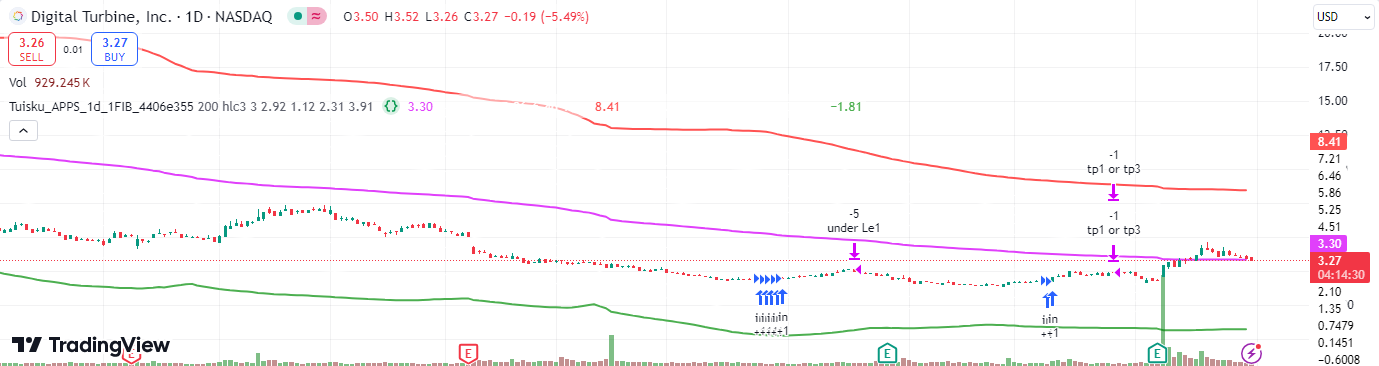 Digital Turbine, Inc. · 1D · NASDAQ O3.50 H3.52 L3.26 C3.27 −0.19 (−5.49%)
USD
3.26
SELL
0.01
3.27
BUY
Vol 929.245 K
Tuisku_APPS_1d_1FIB_4406e355 200 hlc3 3 2.92 1.12 2.31 3.91 {} 3.30 8.41 −1.81
17.50
15.00
8.41
7.21
6.46
5.86
5.25
4.51
3.30
3.27
04:14:30
2.10
1.35
0.7479
0.1451
−0.6008
0
-1
tp1 or tp3
-1
tp1 or tp3
-5
under Le1
TradingView
E
E
E
E